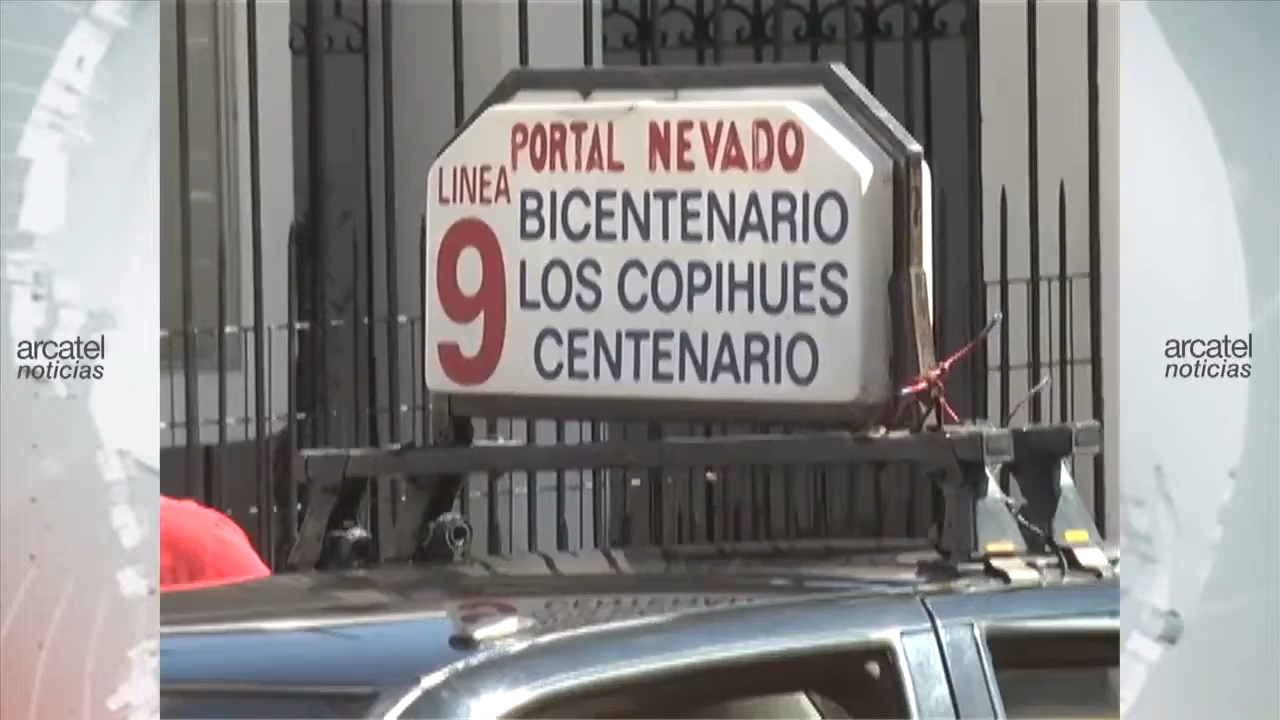 PORTAL NEVADO
LINEA
9
BICENTENARIO
LOS COPIHUES
CENTENARIO
arcatel
noticias
arcatel
noticias